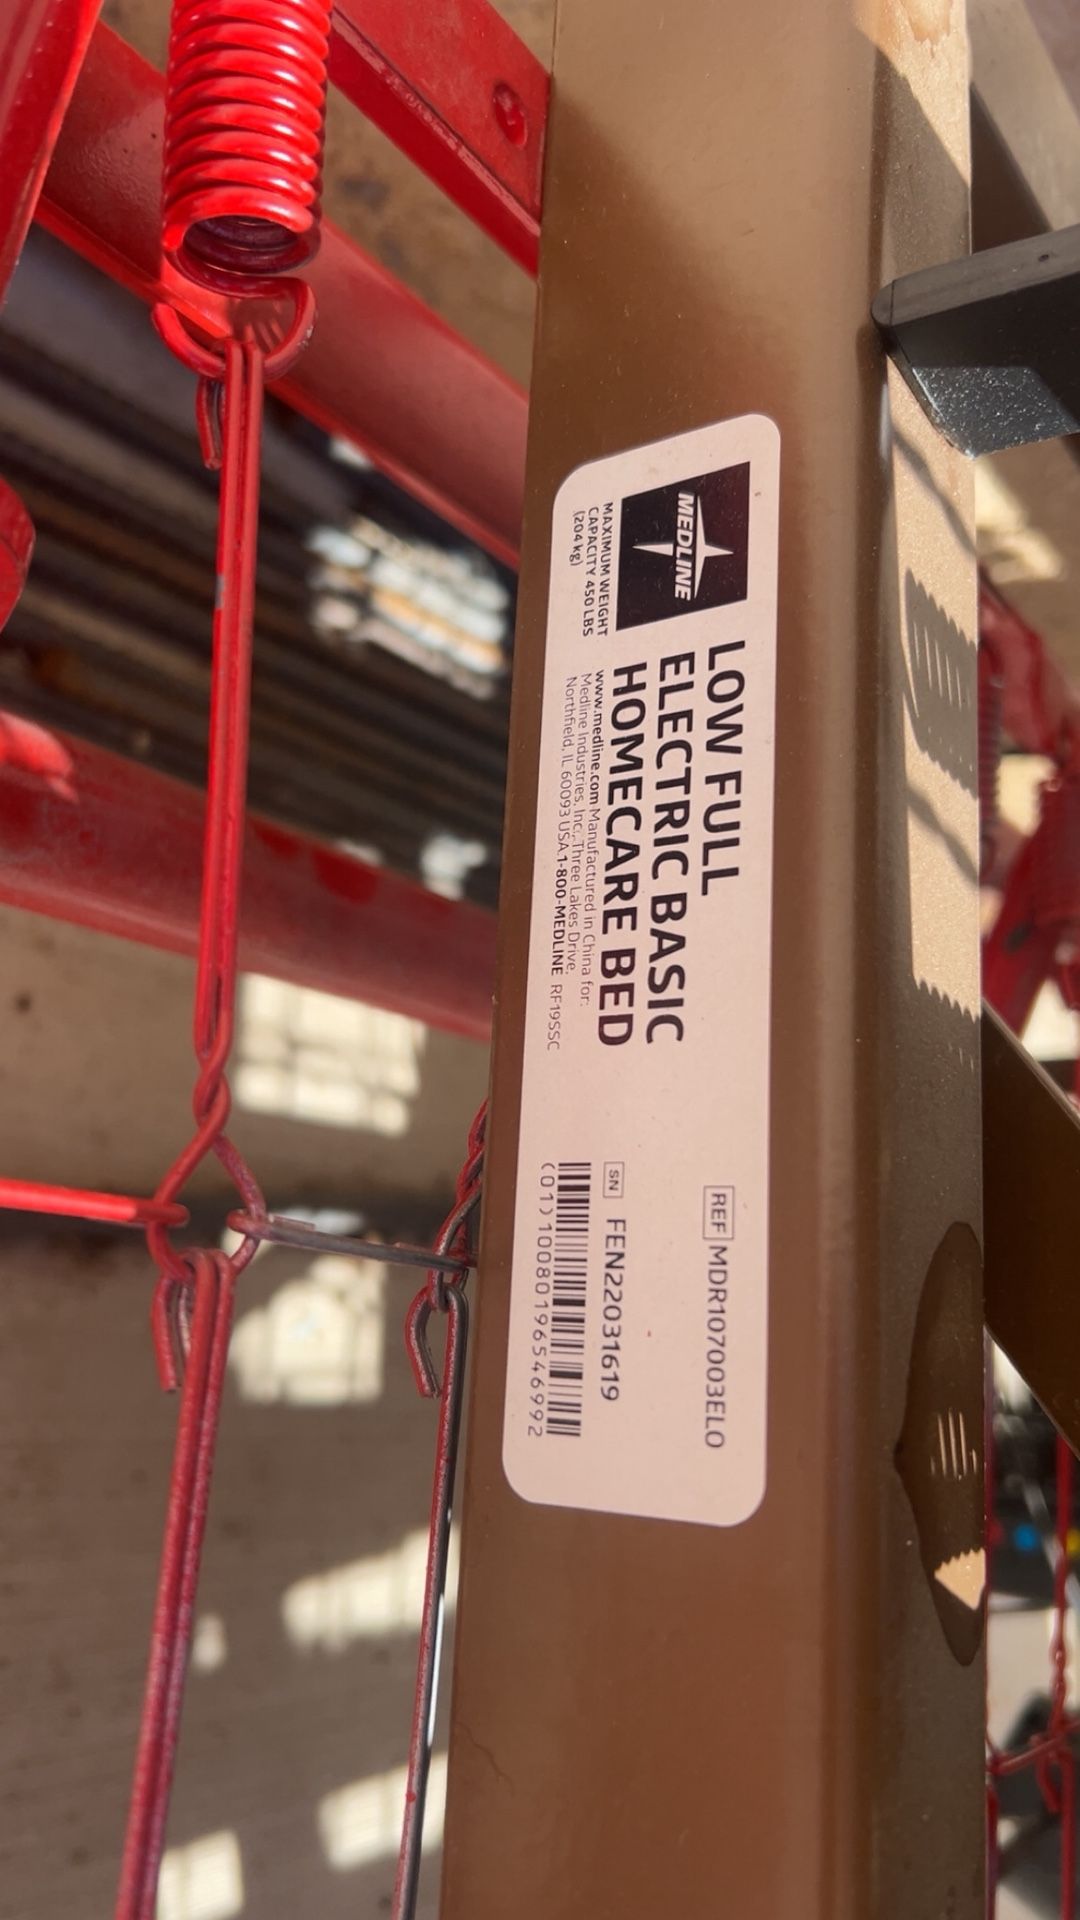 MEDLINE
MAXIMUM WEIGHT
CAPACITY 450 LBS
(204 kg)
LOW FULL
ELECTRIC BASIC
HOMECARE BED
www.medline.com Manufactured in China for:
Medline Industries, Inc., Three Lakes Drive,
Northfield, IL 60093 USA 1-800-MEDLINE RF19SSC
REF MDR107003ELO
SN FEN22031619
(01)10080196546992